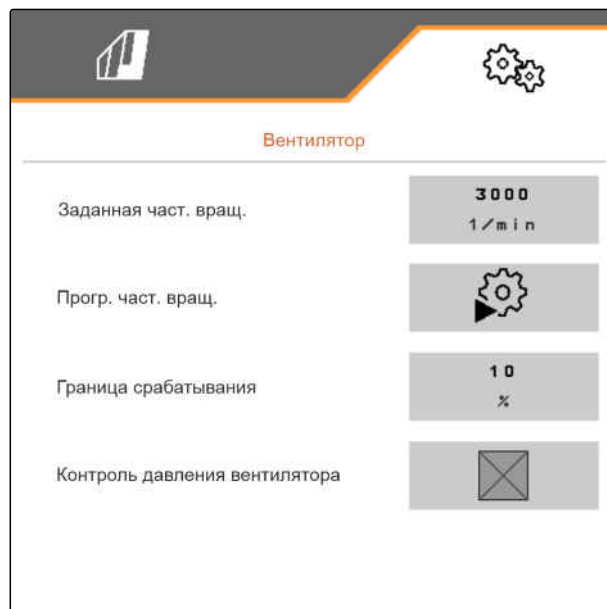 Вентилятор
Заданная част. вращ.
3000
1/min
Прогр. част. вращ.
Граница срабатывания
10
%
Контроль давления вентилятора